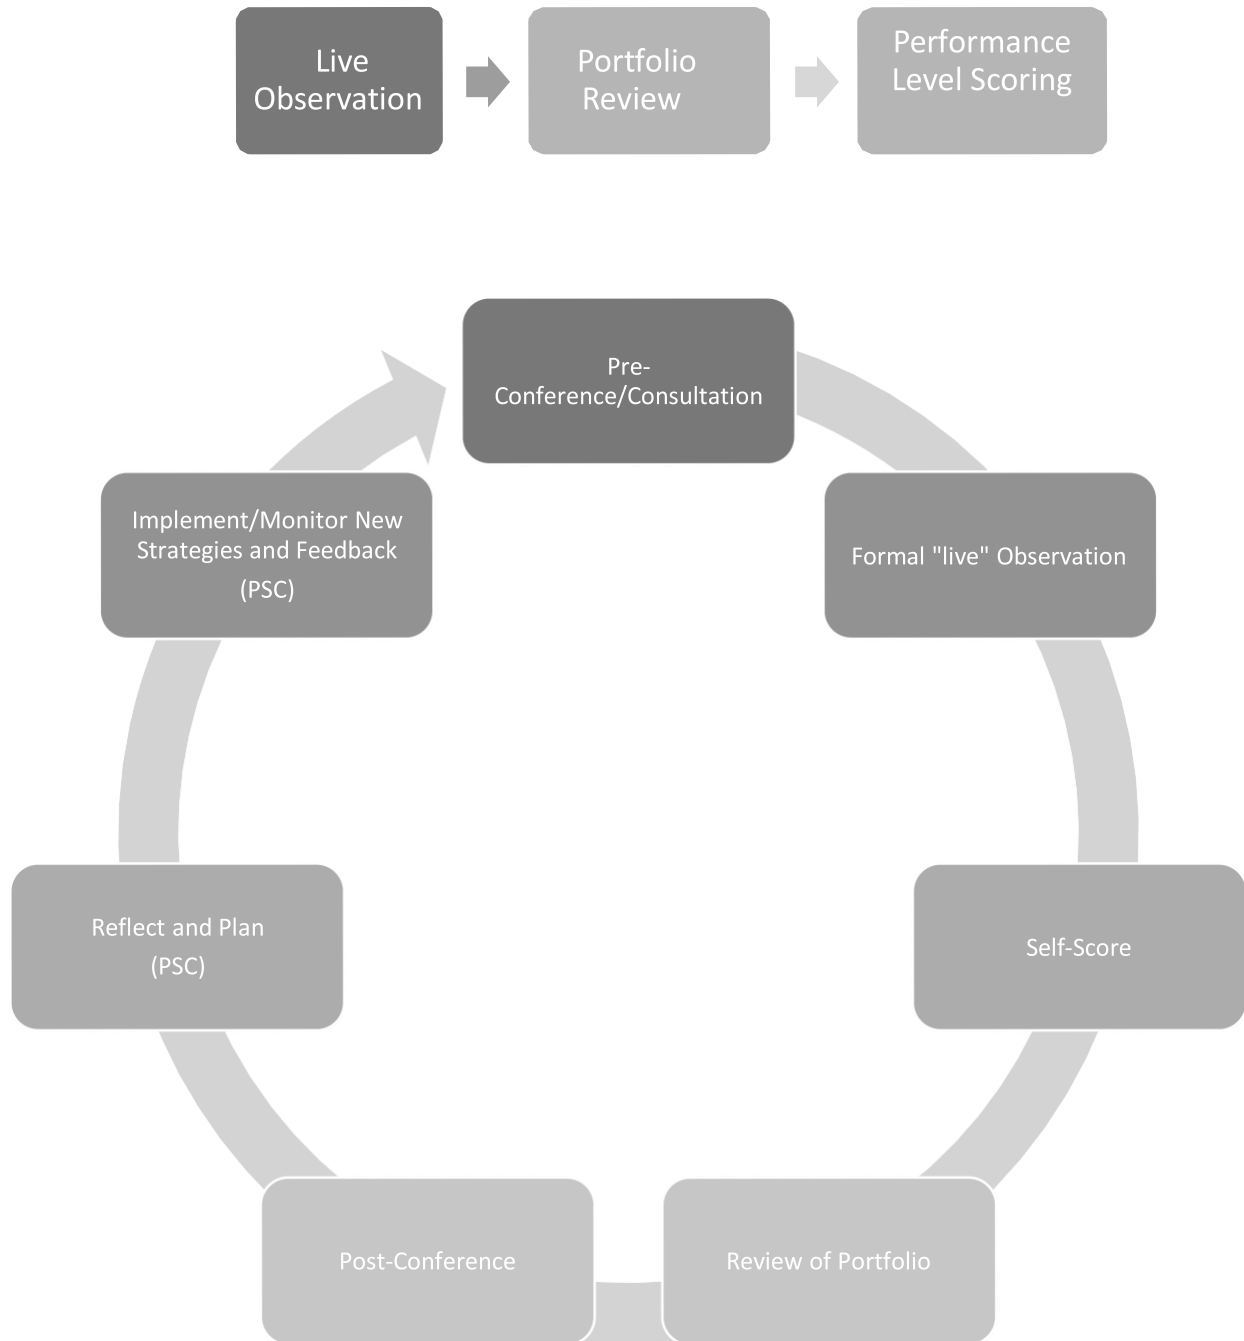 Live
Observation
Portfolio
Review
Performance
Level Scoring
Pre-
Conference/Consultation
Formal "live" Observation
Self-Score
Review of Portfolio
Post-Conference
Reflect and Plan
(PSC)
Implement/Monitor New
Strategies and Feedback
(PSC)